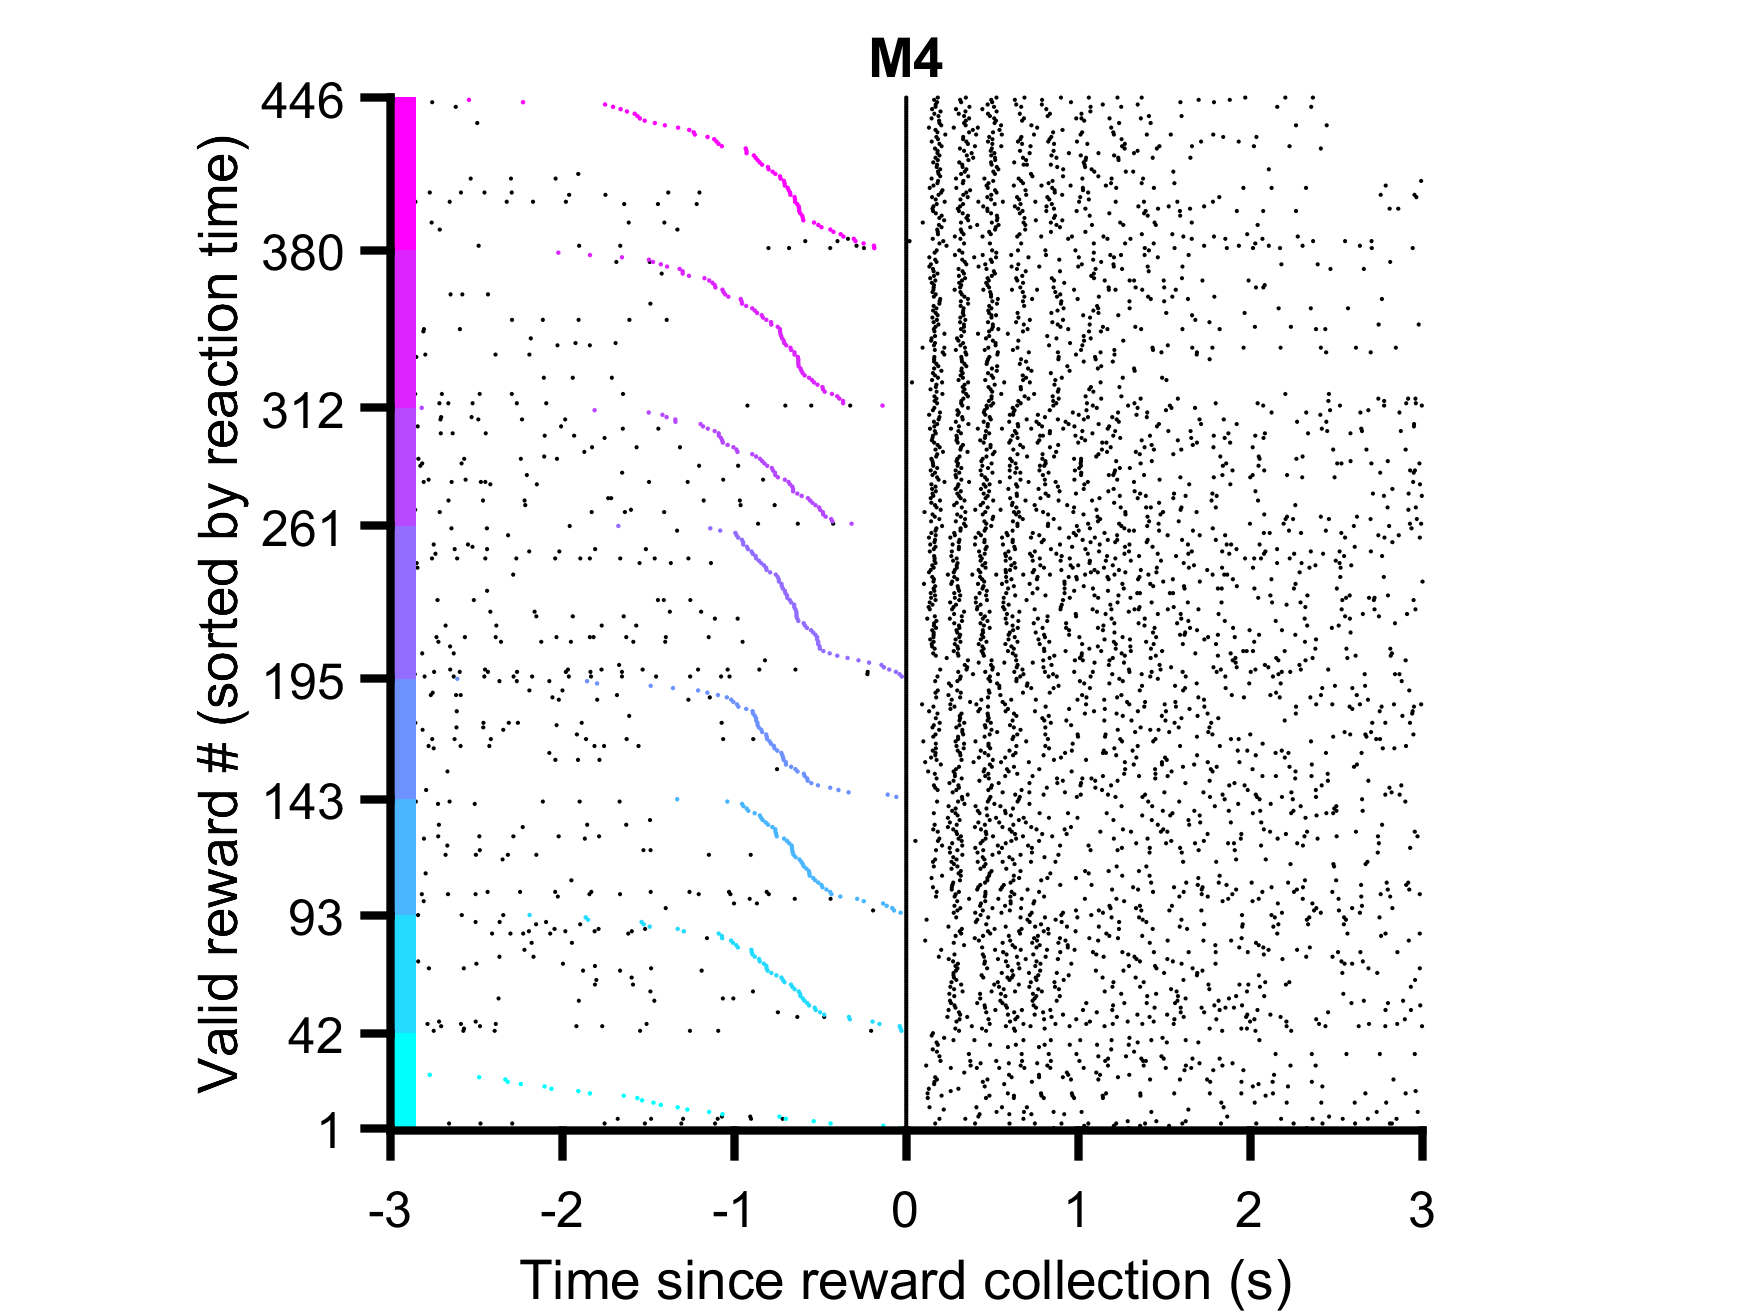 M4
Valid reward # (sorted by reaction time)
446
380
312
261
195
143
93
42
1
-3 -2 -1 0 1 2 3
Time since reward collection (s)